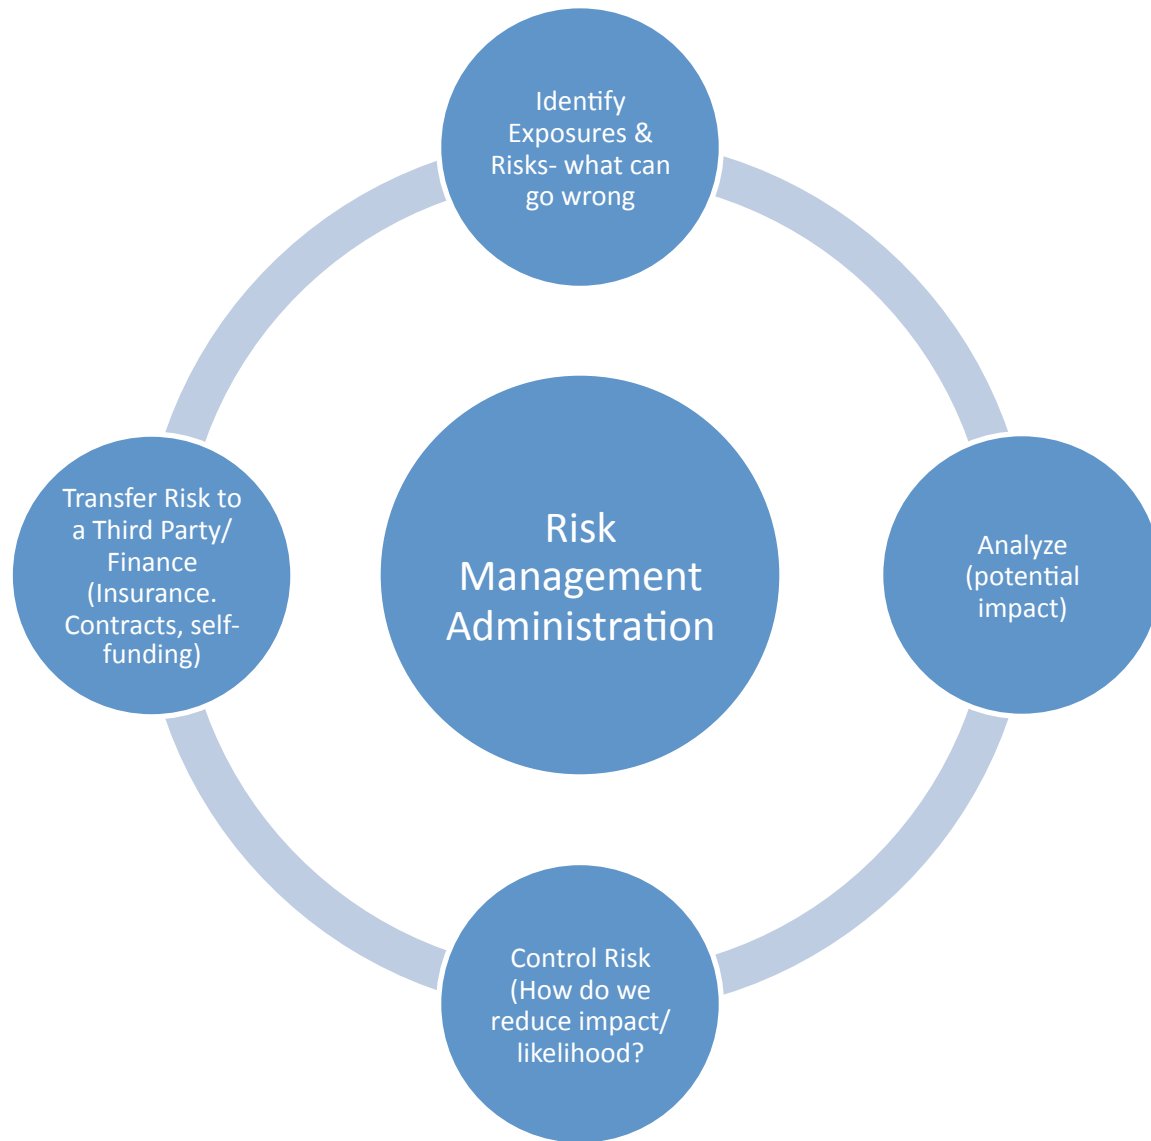 Identify
Exposures &
Risks- what can
go wrong
Transfer Risk to
a Third Party/
Finance
(Insurance.
Contracts, self-
funding)
Risk
Management
Administration
Analyze
(potential
impact)
Control Risk
(How do we
reduce impact/
likelihood?